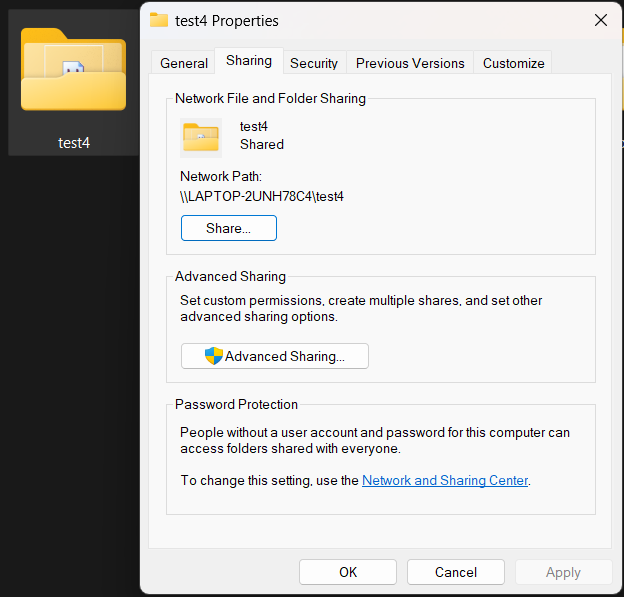 test4 Properties
General
Sharing
Security
Previous Versions
Customize
test4
Network File and Folder Sharing
test4
Shared
Network Path:
\\LAPTOP-2UNH78C4\test4
Share...
Advanced Sharing
Set custom permissions, create multiple shares, and set other
advanced sharing options.
Advanced Sharing...
Password Protection
People without a user account and password for this computer can
access folders shared with everyone.
To change this setting, use the Network and Sharing Center.
OK
Cancel
Apply